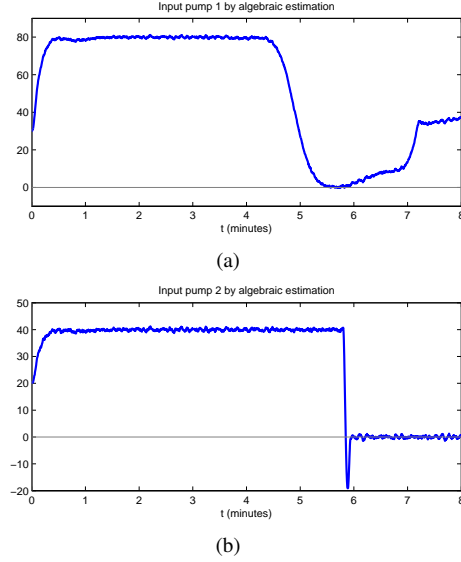 Input pump 1 by algebraic estimation
80
60
40
20
0
0 1 2 3 4 5 6 7 8
t (minutes)
(a)
Input pump 2 by algebraic estimation
50
40
30
20
10
0
−10
−20
0 1 2 3 4 5 6 7 8
t (minutes)
(b)